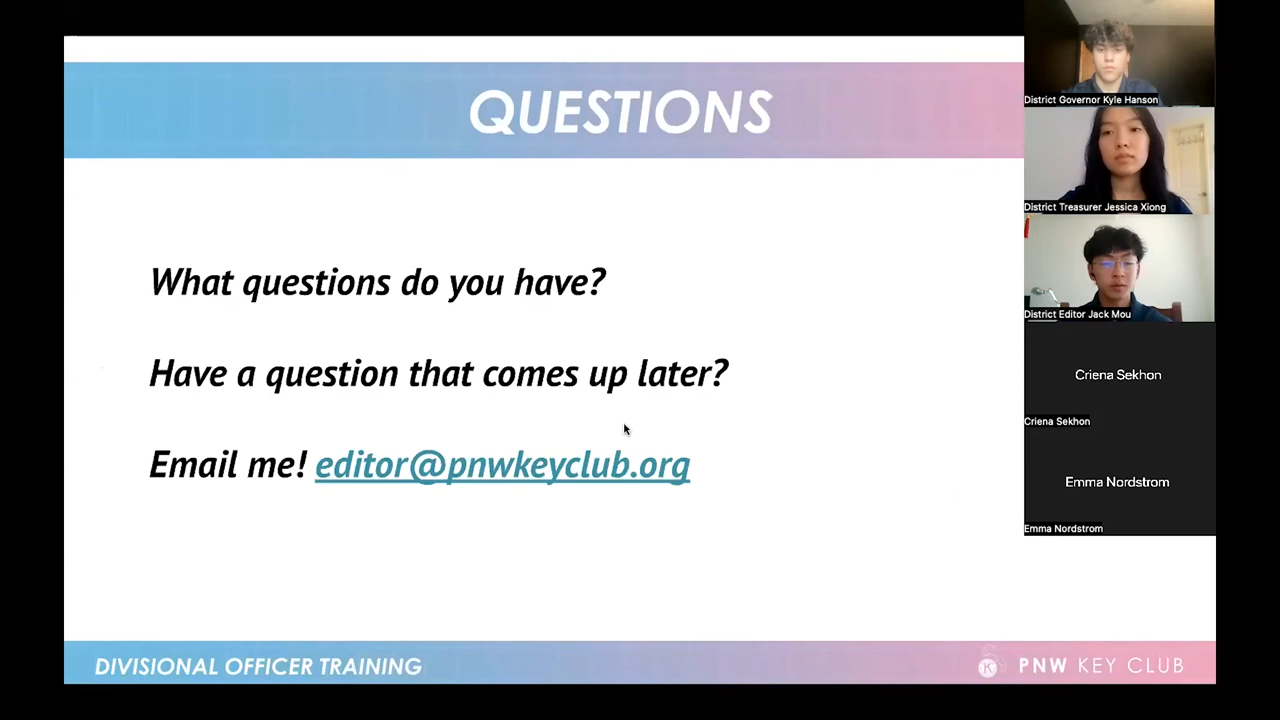 QUESTIONS
What questions do you have?
Have a question that comes up later?
Email me! editor@pnwkeyclub.org
DIVISIONAL OFFICER TRAINING
PNW KEY CLUB
District Governor Kyle Hanson
District Treasurer Jessica Xiong
District Editor Jack Mou
Criena Sekhon
Criena Sekhon
Emma Nordstrom
Emma Nordstrom